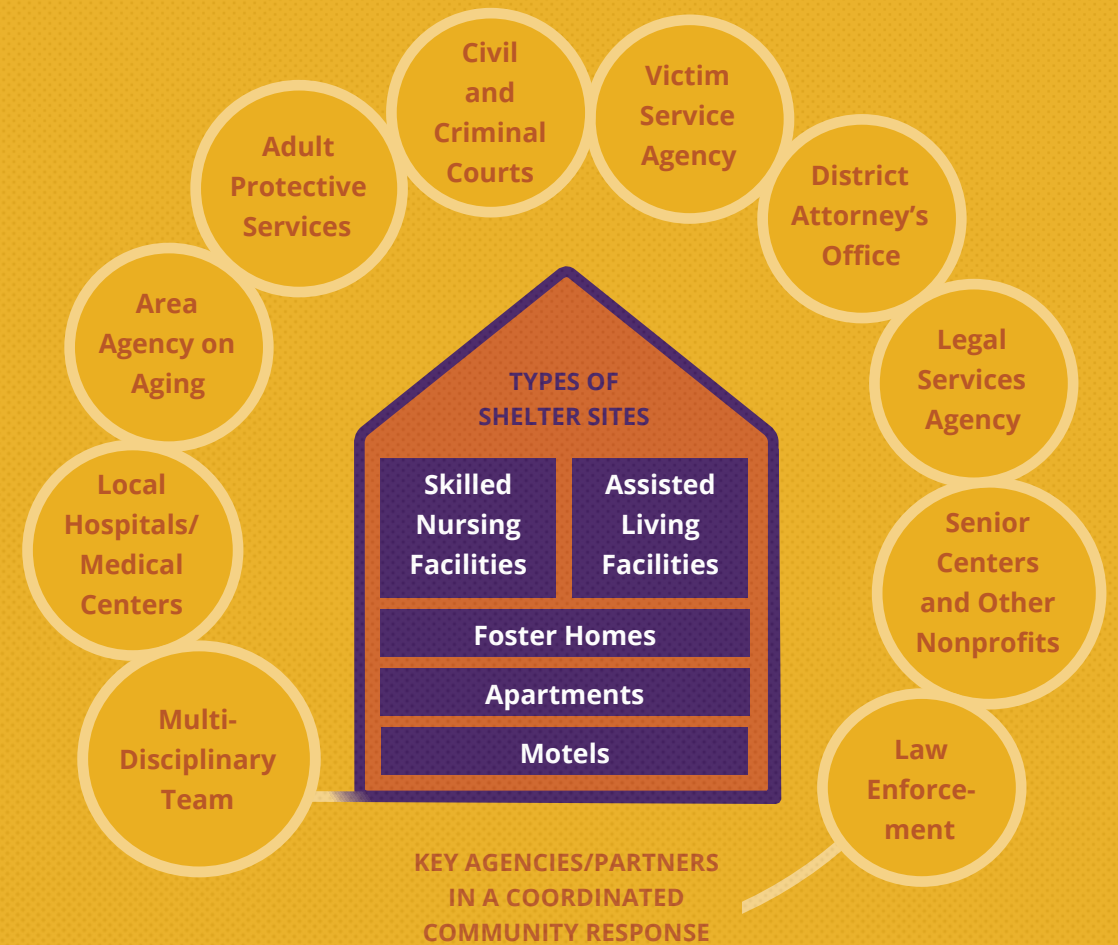 Civil
and
Criminal
Courts
Victim
Service
Agency
Adult
Protective
Services
District
Attorney’s
Office
Area
Agency on
Aging
Legal
Services
Agency
TYPES OF
SHELTER SITES
Local
Hospitals/
Medical
Centers
Skilled
Nursing
Facilities
Assisted
Living
Facilities
Senior
Centers
and Other
Nonprofits
Foster Homes
Apartments
Motels
Multi-
Disciplinary
Team
Law
Enforce-
ment
KEY AGENCIES/PARTNERS
IN A COORDINATED
COMMUNITY RESPONSE